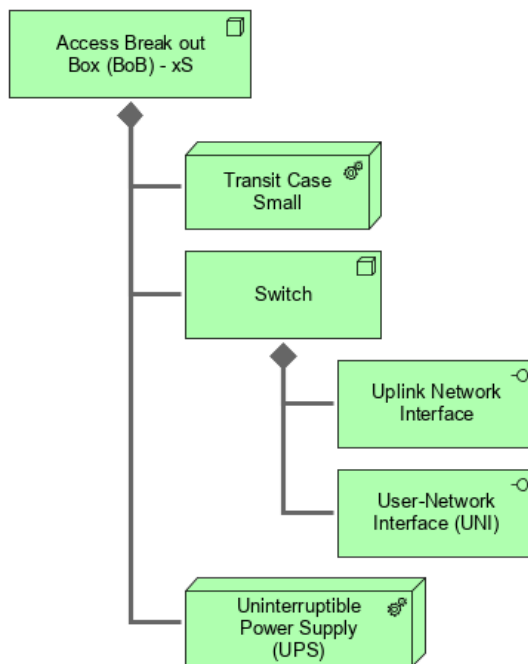 Access Break out
Box (BoB) - xS
Transit Case
Small
Switch
Uplink Network
Interface
User-Network
Interface (UNI)
Uninterruptible
Power Supply
(UPS)